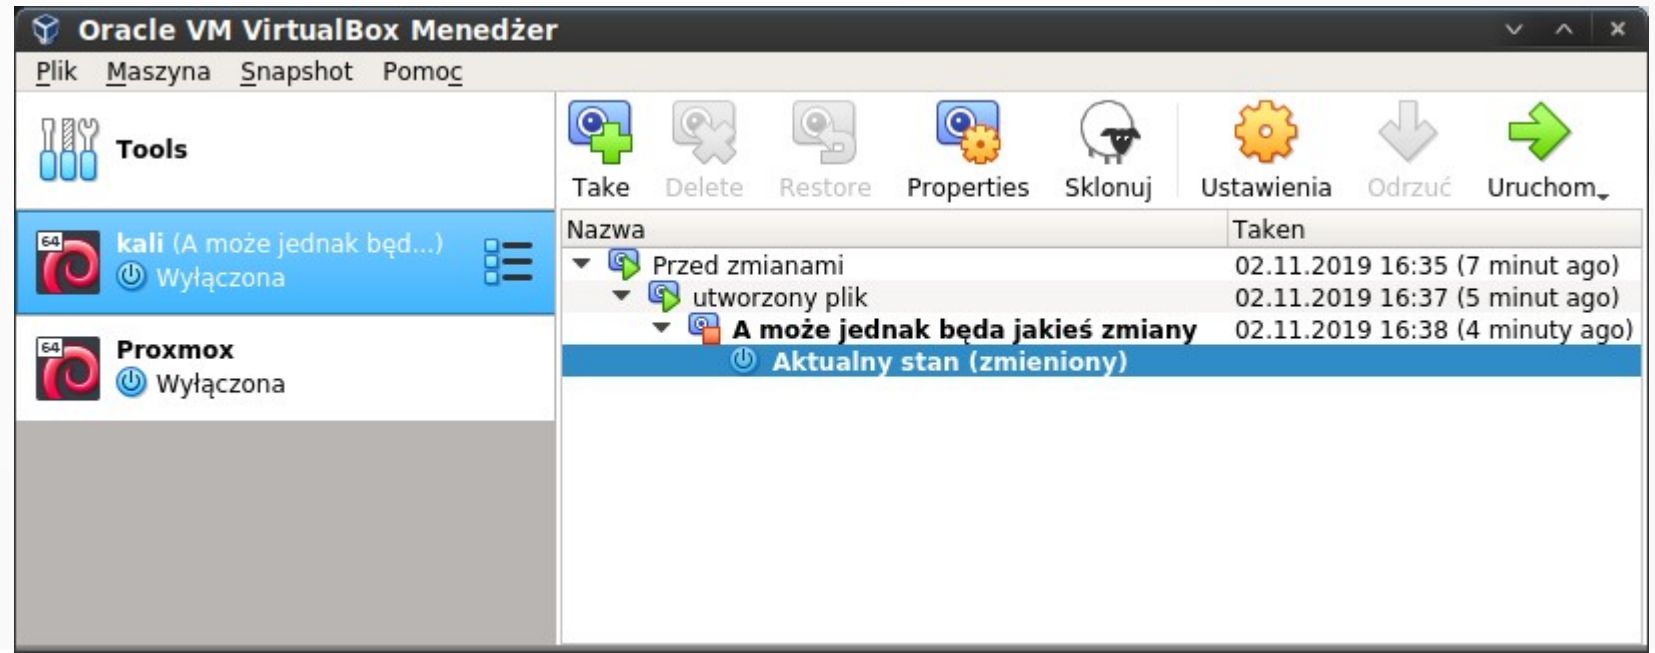 Oracle VM VirtualBox Menedżer
Plik Maszyna Snapshot Pomoc
Tools
Take Delete Restore Properties Sklonuj Ustawienia Odrzuć Uruchom
64 kali (A może jednak będ...)
Wyłączona
64 Proxmox
Wyłączona
Nazwa Taken
Przed zmianami 02.11.2019 16:35 (7 minut ago)
utworzony plik 02.11.2019 16:37 (5 minut ago)
A może jednak będa jakieś zmiany 02.11.2019 16:38 (4 minuty ago)
Aktualny stan (zmieniony)